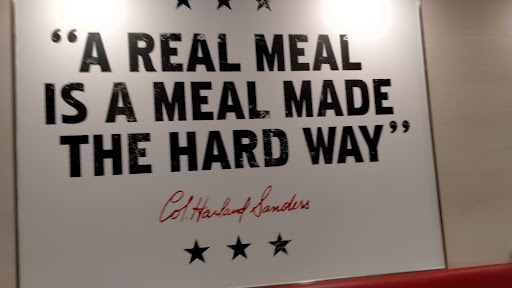 “A REAL MEAL
IS A MEAL MADE
THE HARD WAY”
Col. Harland Sanders